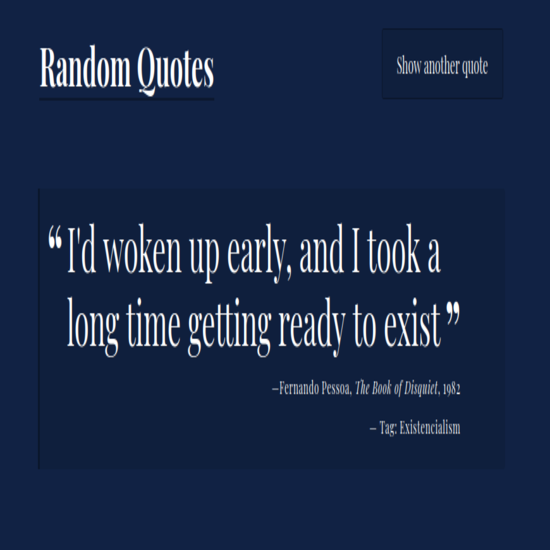 Random Quotes
Show another quote
“ I'd woken up early, and I took a
long time getting ready to exist ”
–Fernando Pessoa, The Book of Disquiet, 1982
– Tag: Existencialism